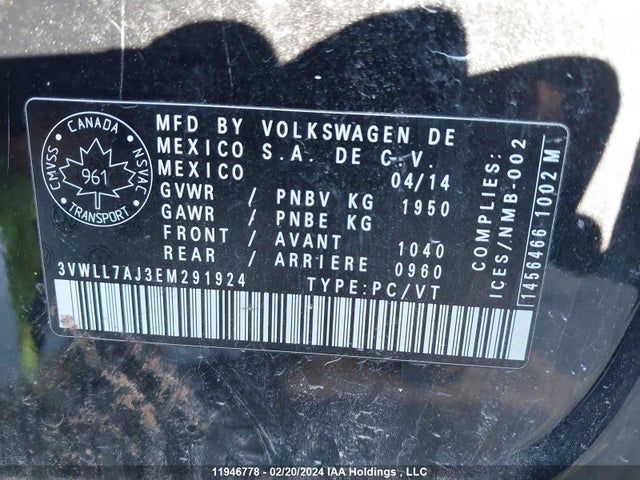 CANADA
CMVSS
NSVAC
961
TRANSPORT
MFD BY VOLKSWAGEN DE
MEXICO S.A. DE C.V.
MEXICO 04/14
GVWR / PNBV KG 1950
GAWR / PNBE KG
FRONT / AVANT 1040
REAR / ARRIERE 0960
3VWLL7AJ3EM291924 TYPE:PC/VT
COMPLIES:
ICES/NMB-002
1456466 1002 M
11946778 - 02/20/2024 IAA Holdings , LLC